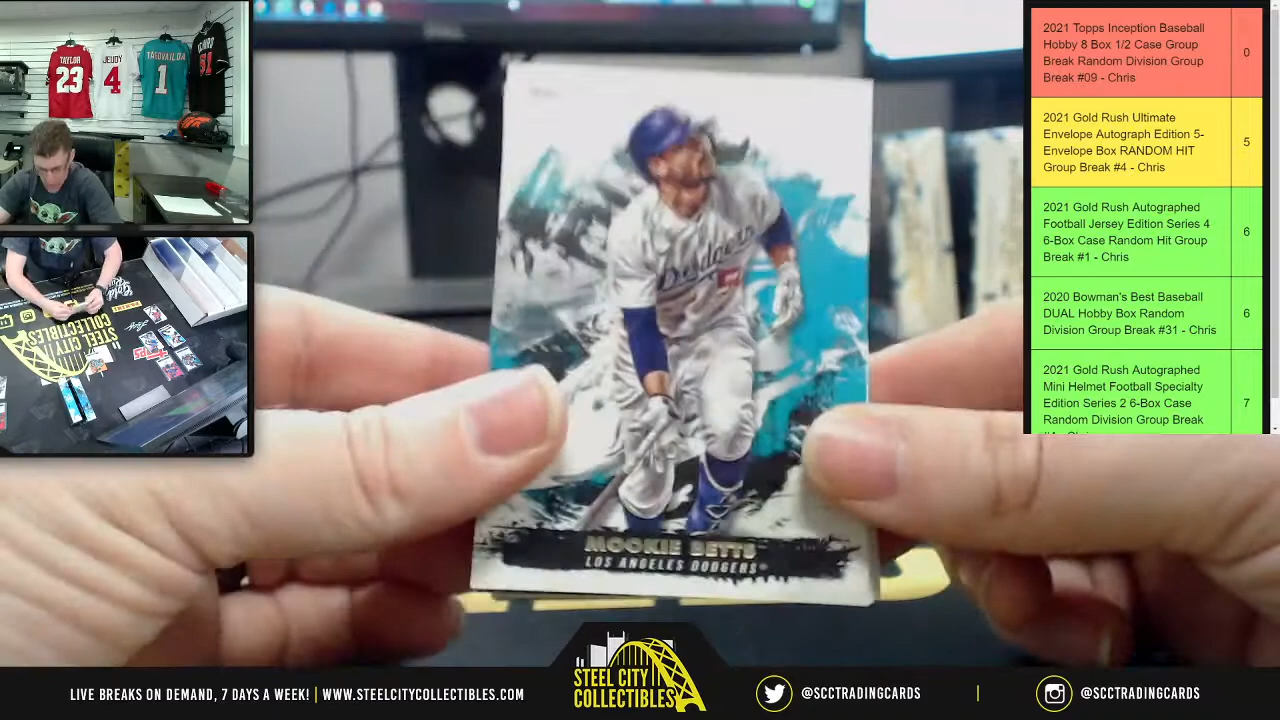 TAYLOR
23
JEUDY
4
TAGOVAILOA
1
2021 Topps Inception Baseball
Hobby 8 Box 1/2 Case Group
Break Random Division Group
Break #09 - Chris
0
2021 Gold Rush Ultimate
Envelope Autograph Edition 5-
Envelope Box RANDOM HIT
Group Break #4 - Chris
5
2021 Gold Rush Autographed
Football Jersey Edition Series 4
6-Box Case Random Hit Group
Break #1 - Chris
6
2020 Bowman's Best Baseball
DUAL Hobby Box Random
Division Group Break #31 - Chris
6
2021 Gold Rush Autographed
Mini Helmet Football Specialty
Edition Series 2 6-Box Case
Random Division Group Break
7
Dodgers
MOOKIE BETTS
LOS ANGELES DODGERS®
STEEL CITY
COLLECTIBLES
LIVE BREAKS ON DEMAND, 7 DAYS A WEEK! | WWW.STEELCITYCOLLECTIBLES.COM
STEEL CITY
COLLECTIBLES
@SCCTRADINGCARDS | @SCCTRADINGCARDS